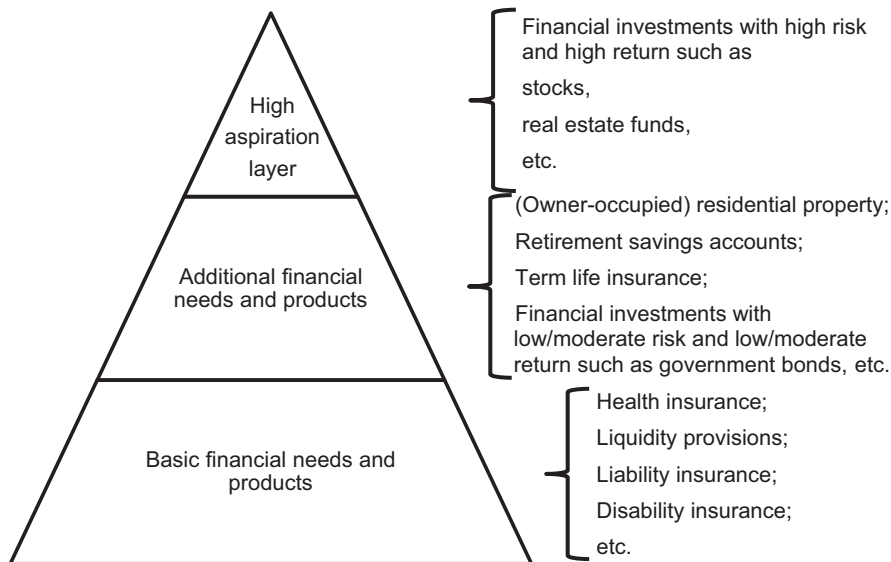 High
aspiration
layer
Financial investments with high risk
and high return such as
stocks,
real estate funds,
etc.
Additional financial
needs and products
(Owner-occupied) residential property;
Retirement savings accounts;
Term life insurance;
Financial investments with
low/moderate risk and low/moderate
return such as government bonds, etc.
Basic financial needs and
products
Health insurance;
Liquidity provisions;
Liability insurance;
Disability insurance;
etc.